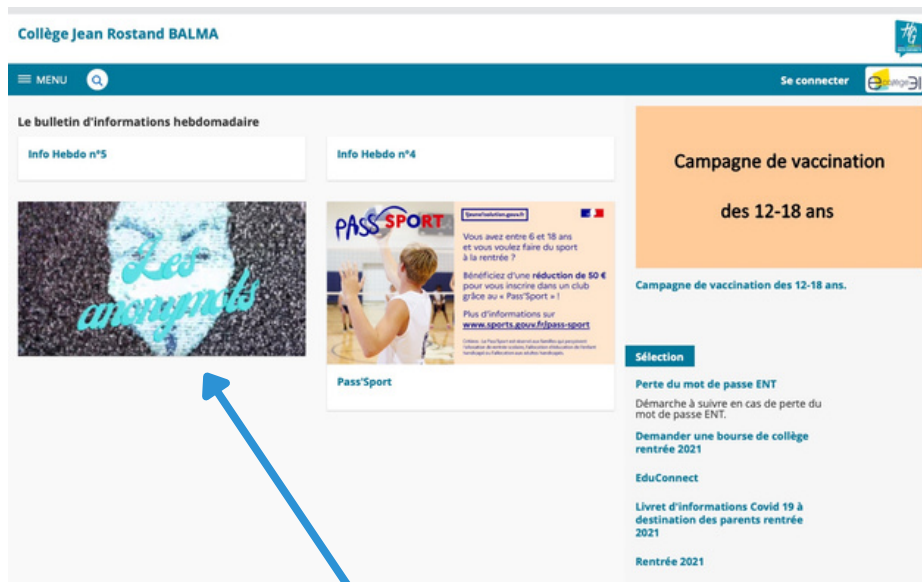 Collège Jean Rostand BALMA
HG
MENU
Se connecter
ecollège31
Le bulletin d'informations hebdomadaire
Info Hebdo n°5
Info Hebdo n°4
Les
anonymots
PASS SPORT
1jeune1solution.gouv.fr
Vous avez entre 6 et 18 ans
et vous voulez faire du sport
à la rentrée ?
Bénéficiez d'une réduction de 50 €
pour vous inscrire dans un club
grâce au « Pass'Sport » !
Plus d'informations sur
www.sports.gouv.fr/pass-sport
Pass'Sport
Campagne de vaccination
des 12-18 ans
Campagne de vaccination des 12-18 ans.
Sélection
Perte du mot de passe ENT
Démarche à suivre en cas de perte du
mot de passe ENT.
Demander une bourse de collège
rentrée 2021
EduConnect
Livret d'informations Covid 19 à
destination des parents rentrée
2021
Rentrée 2021